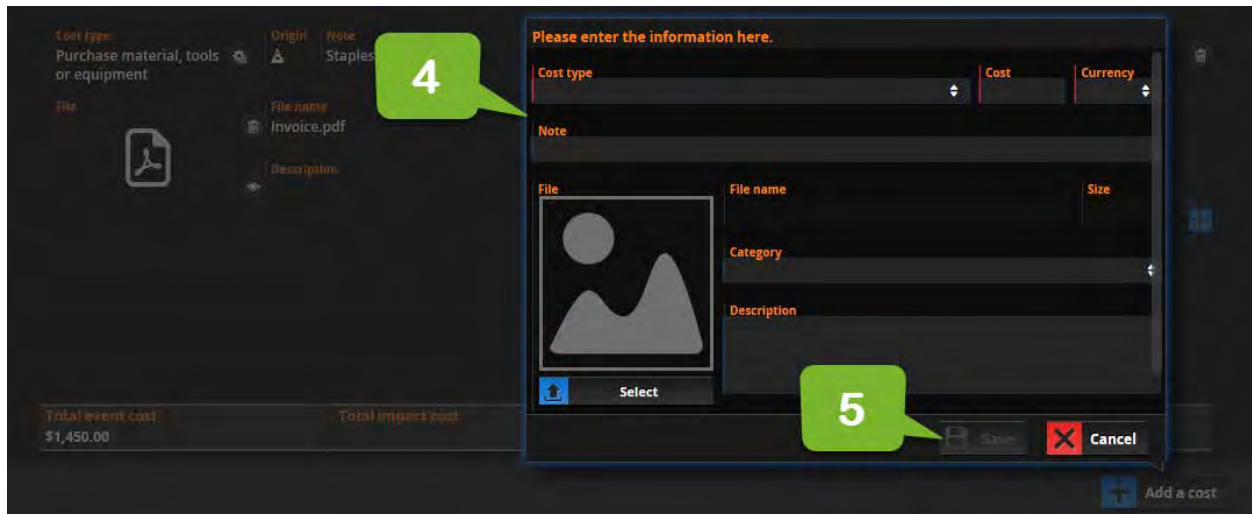 Cost type
Origin
Note
Purchase material, tools
or equipment
Staples
File
File name
Invoice.pdf
Description
Total event cost
Total impact cost
$1,450.00
Add a cost
4
Please enter the information here.
Cost type
Cost
Currency
Note
File
File name
Size
Category
Description
Select
5
Save
Cancel